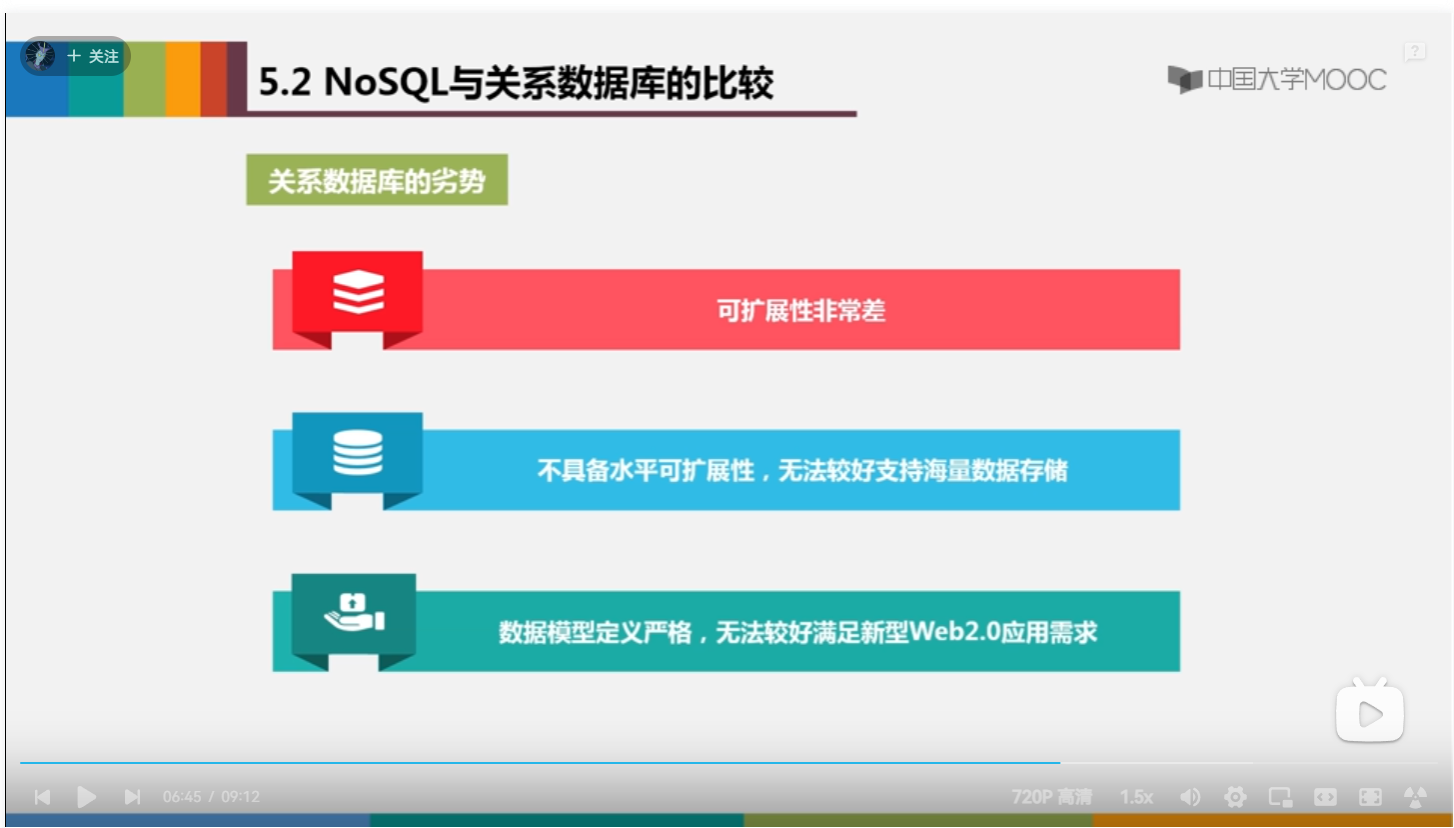 + 关注
5.2 NoSQL与关系数据库的比较
中国大学MOOC
?
关系数据库的劣势
可扩展性非常差
不具备水平可扩展性，无法较好支持海量数据存储
数据模型定义严格，无法较好满足新型Web2.0应用需求
06:45 / 09:12
720P 高清
1.5x